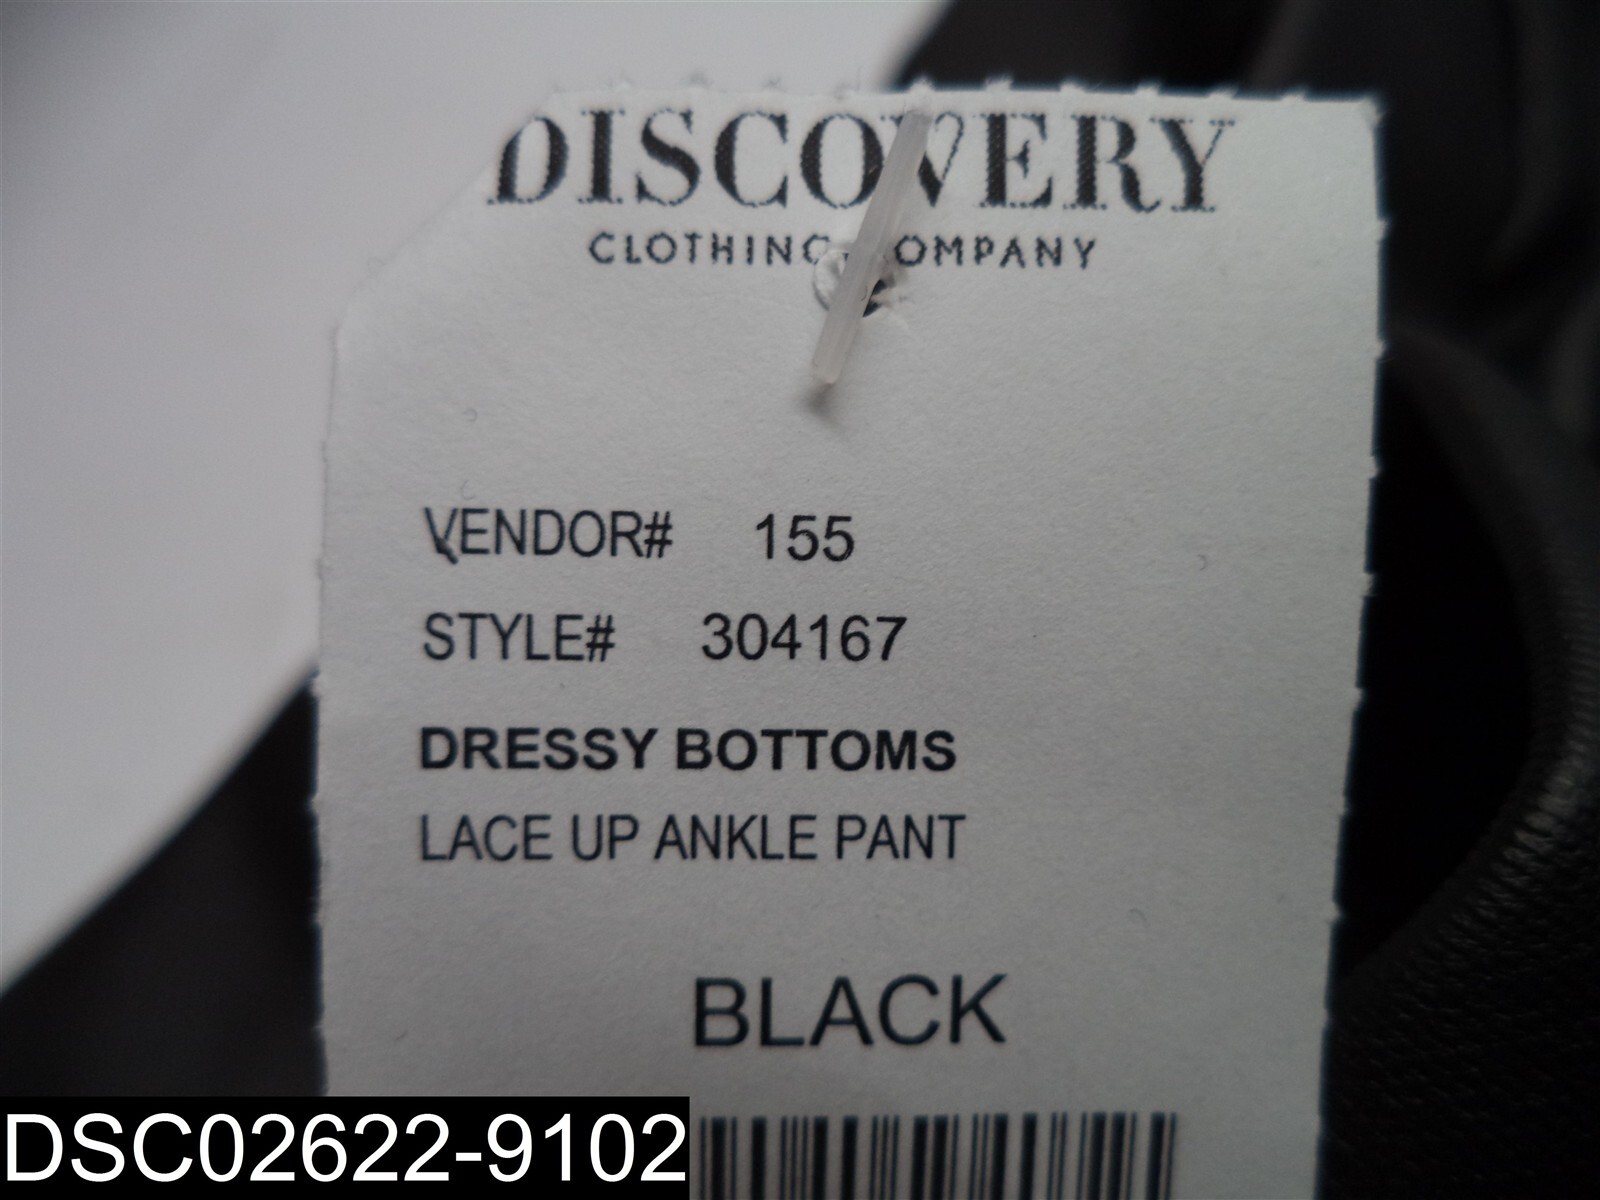 DISCOVERY
CLOTHING COMPANY
VENDOR# 155
STYLE# 304167
DRESSY BOTTOMS
LACE UP ANKLE PANT
BLACK
DSC02622-9102